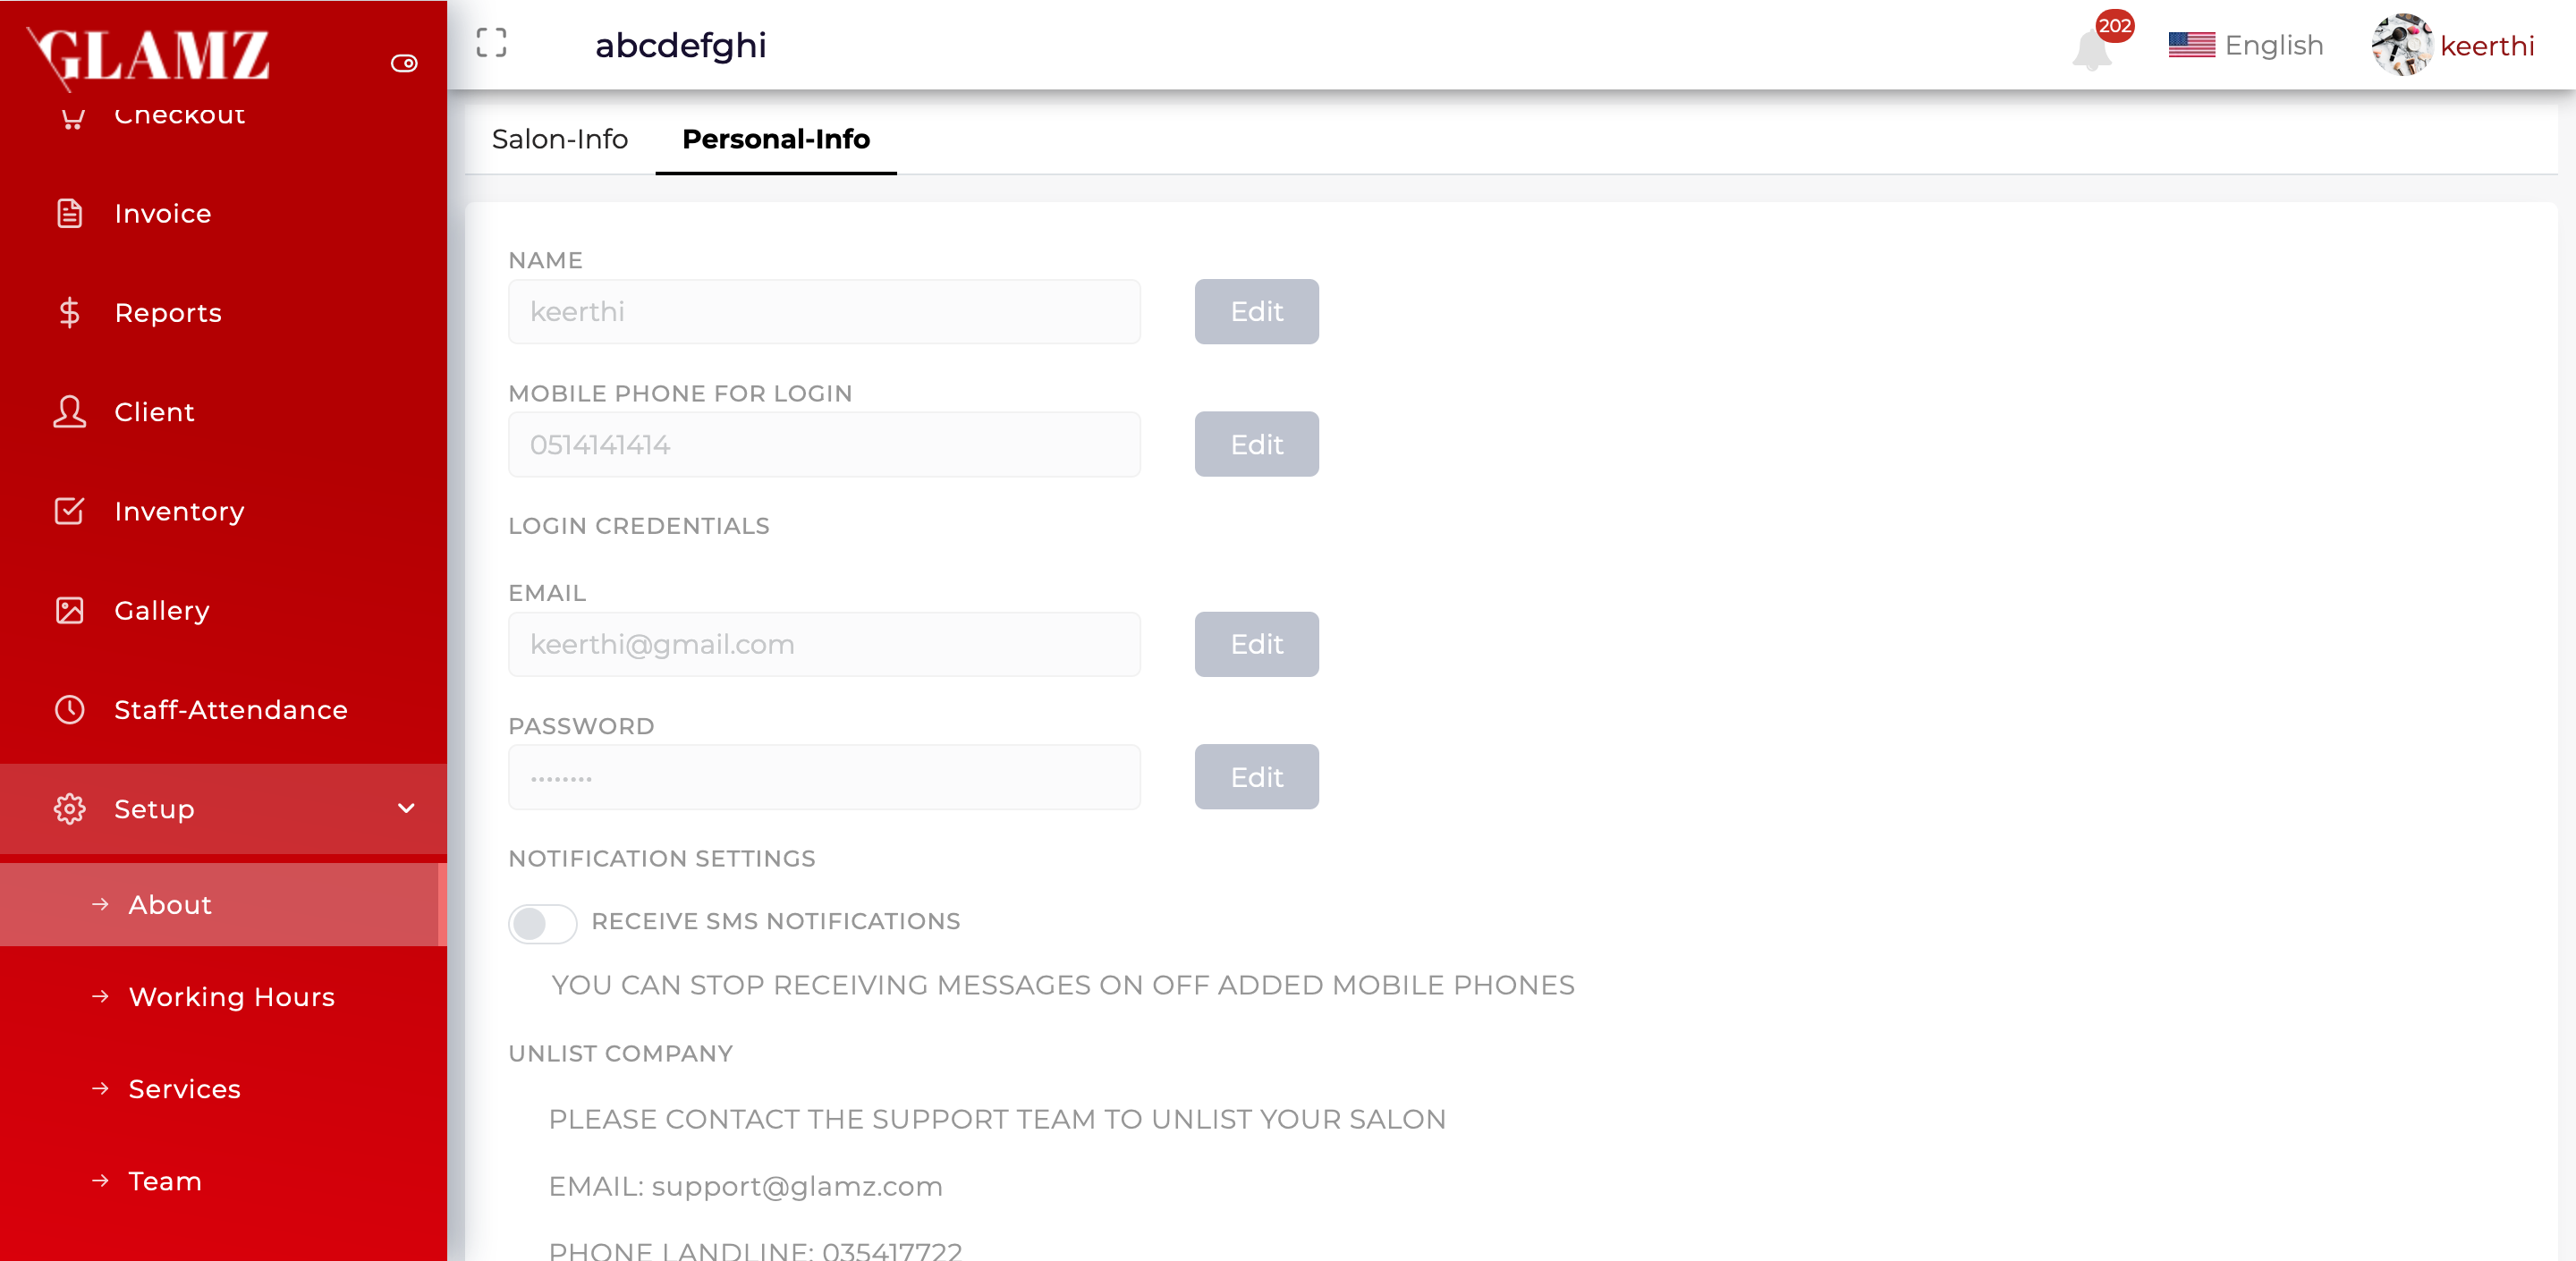 GLAMZ
abcdefghi
202
English
keerthi
Checkout
Invoice
Reports
Client
Inventory
Gallery
Staff-Attendance
Setup
About
Working Hours
Services
Team
Salon-Info
Personal-Info
NAME
keerthi
Edit
MOBILE PHONE FOR LOGIN
0514141414
Edit
LOGIN CREDENTIALS
EMAIL
keerthi@gmail.com
Edit
PASSWORD
••••••••
Edit
NOTIFICATION SETTINGS
RECEIVE SMS NOTIFICATIONS
YOU CAN STOP RECEIVING MESSAGES ON OFF ADDED MOBILE PHONES
UNLIST COMPANY
PLEASE CONTACT THE SUPPORT TEAM TO UNLIST YOUR SALON
EMAIL: support@glamz.com
PHONE LANDLINE: 035417722